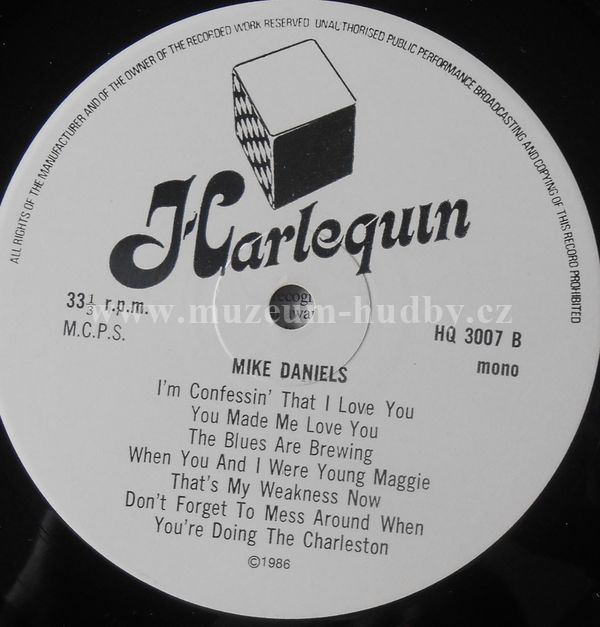 ALL RIGHTS OF THE MANUFACTURER AND OF THE OWNER OF THE RECORDED WORK RESERVED. UNAUTHORISED PUBLIC PERFORMANCE BROADCASTING AND COPYING OF THIS RECORD PROHIBITED
Harlequin
33⅓ r.p.m.
M.C.P.S.
www.muzeum-hudby.cz
HQ 3007 B
mono
MIKE DANIELS
I'm Confessin' That I Love You
You Made Me Love You
The Blues Are Brewing
When You And I Were Young Maggie
That's My Weakness Now
Don't Forget To Mess Around When
You're Doing The Charleston
©1986